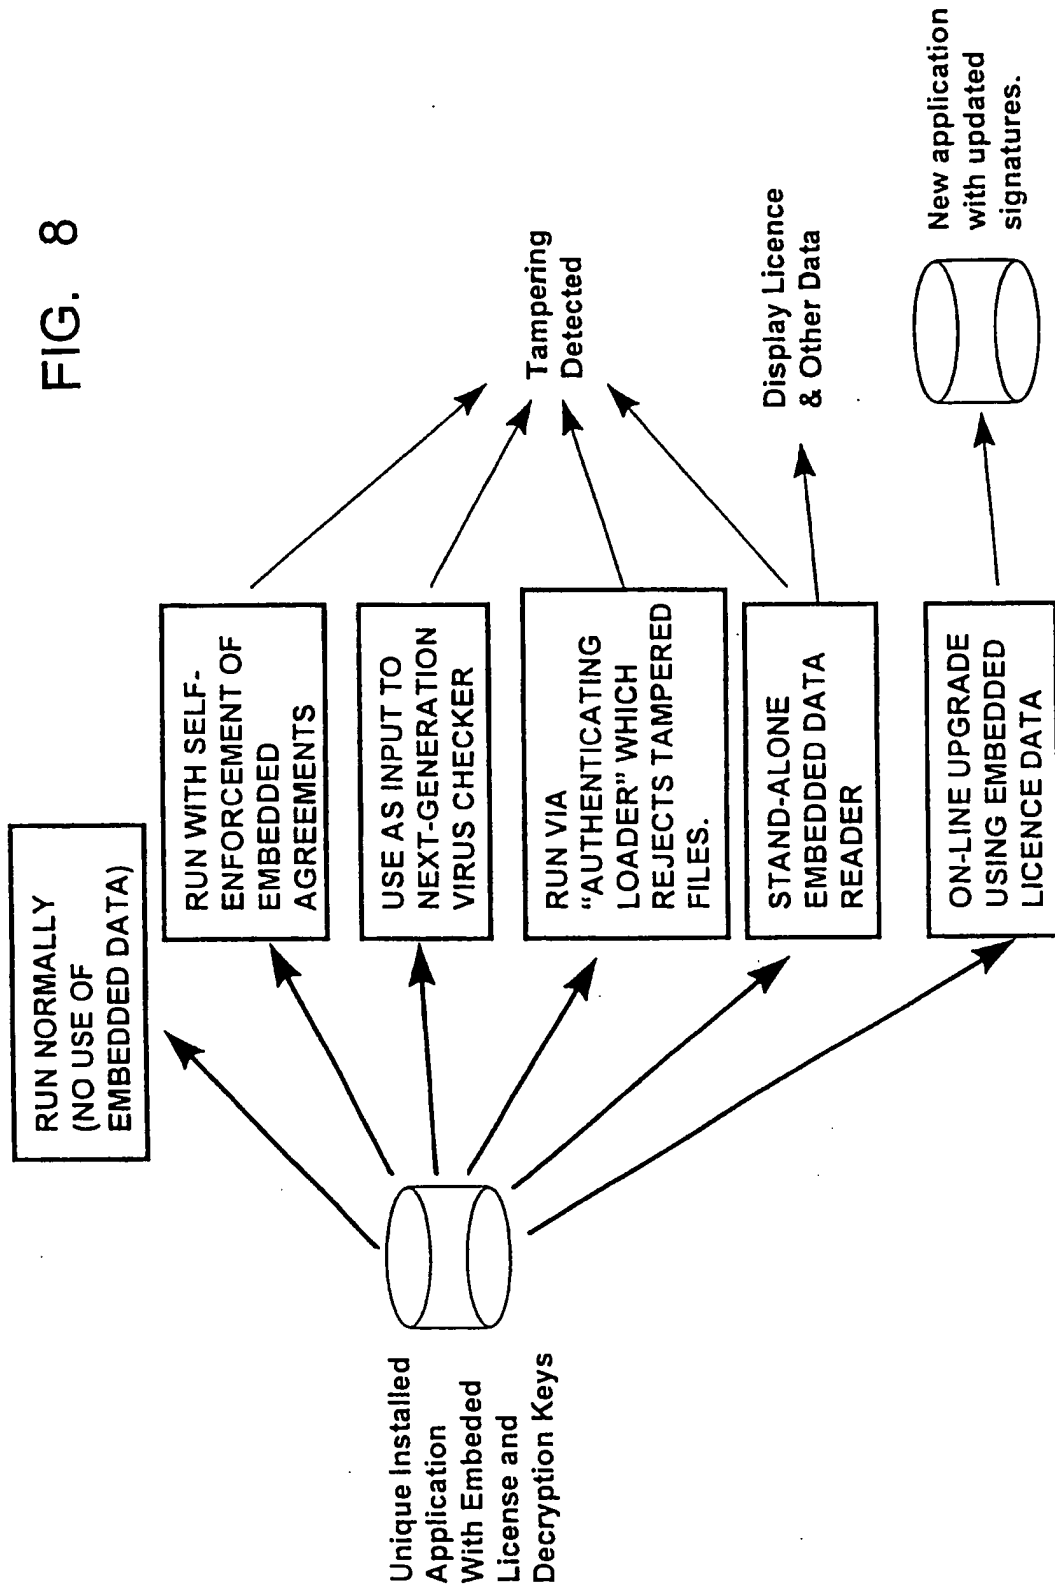 FIG. 8
Unique Installed
Application
With Embeded
License and
Decryption Keys
RUN NORMALLY
(NO USE OF
EMBEDDED DATA)
RUN WITH SELF-
ENFORCEMENT OF
EMBEDDED
AGREEMENTS
USE AS INPUT TO
NEXT-GENERATION
VIRUS CHECKER
RUN VIA
“AUTHENTICATING
LOADER” WHICH
REJECTS TAMPERED
FILES.
STAND-ALONE
EMBEDDED DATA
READER
ON-LINE UPGRADE
USING EMBEDDED
LICENCE DATA
Tampering
Detected
Display Licence
& Other Data
New application
with updated
signatures.